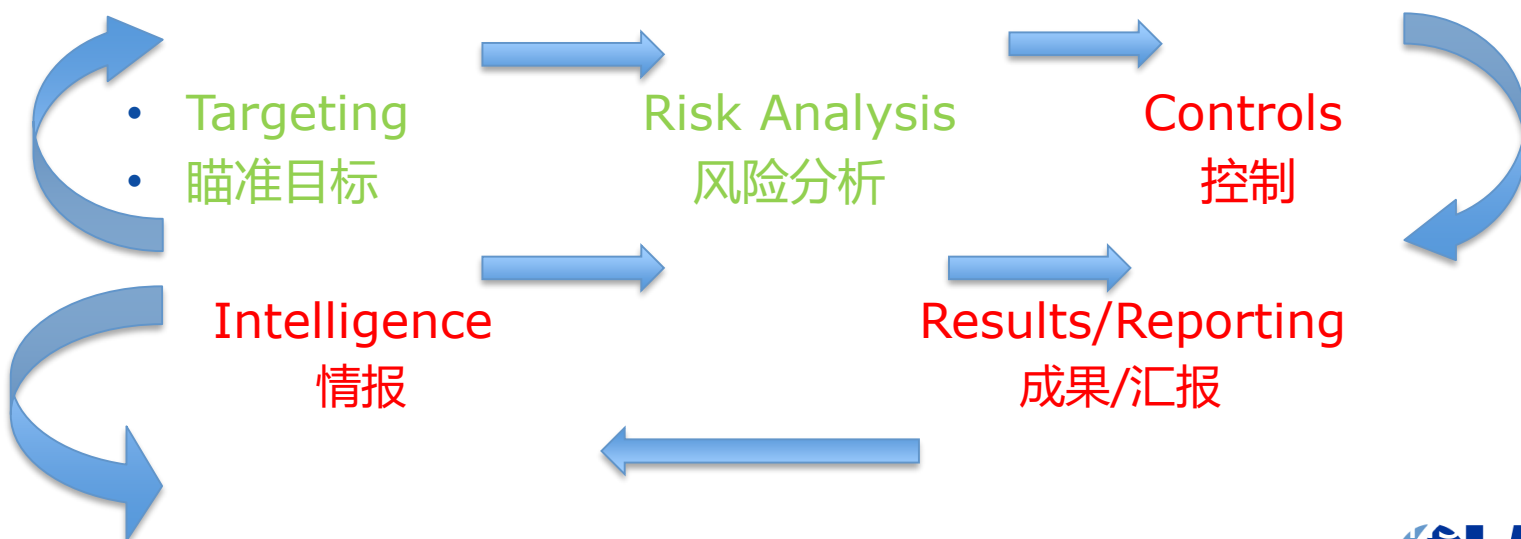 • Targeting Risk Analysis Controls
• 瞄准目标 风险分析 控制
Intelligence Results/Reporting
情报 成果/汇报